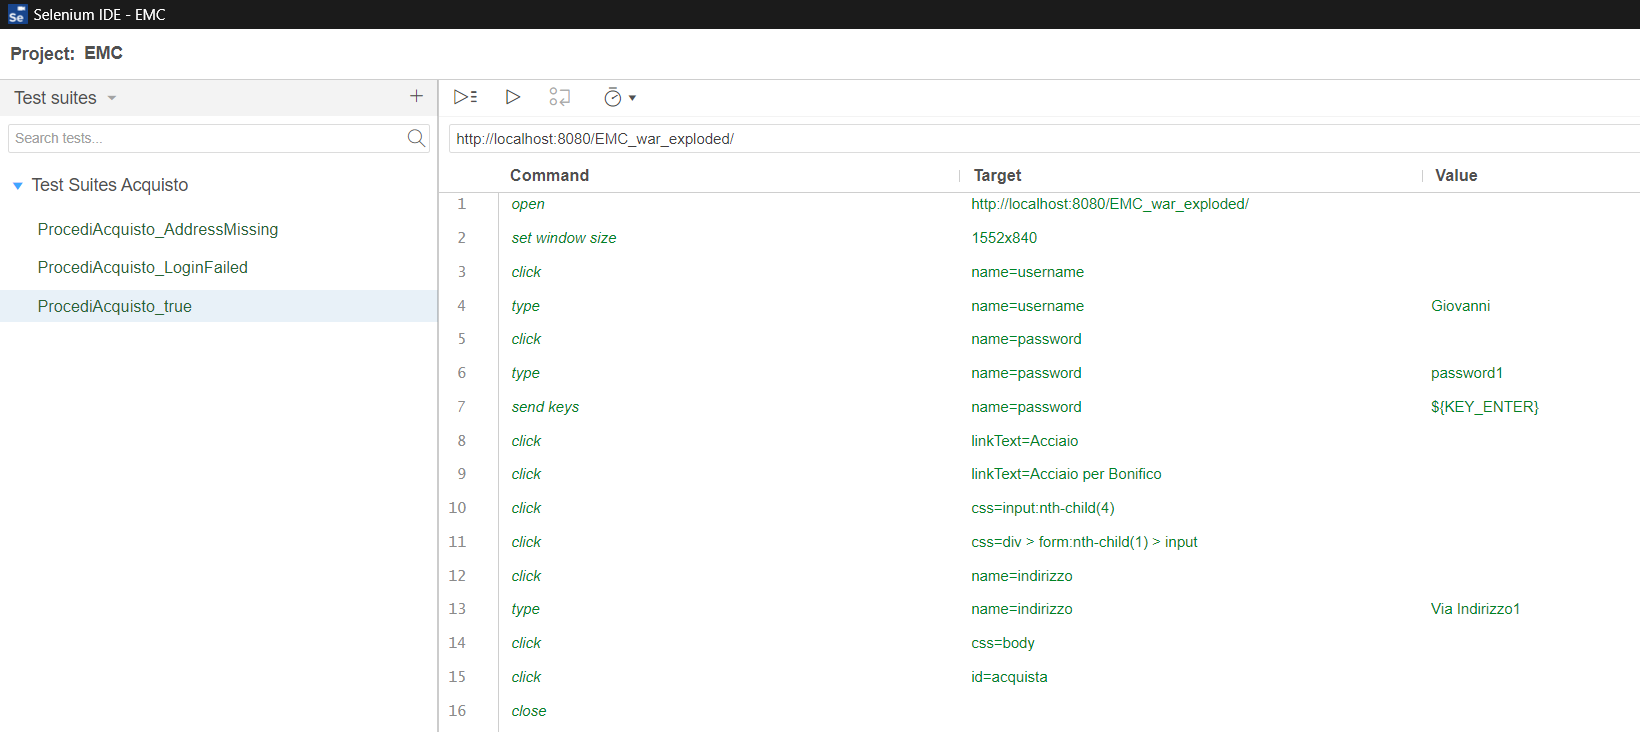 Se Selenium IDE - EMC
Project: EMC
Test suites
Search tests...
Test Suites Acquisto
ProcediAcquisto_AddressMissing
ProcediAcquisto_LoginFailed
ProcediAcquisto_true
http://localhost:8080/EMC_war_exploded/
Command Target Value
1 open http://localhost:8080/EMC_war_exploded/
2 set window size 1552x840
3 click name=username
4 type name=username Giovanni
5 click name=password
6 type name=password password1
7 send keys name=password ${KEY_ENTER}
8 click linkText=Acciaio
9 click linkText=Acciaio per Bonifico
10 click css=input:nth-child(4)
11 click css=div > form:nth-child(1) > input
12 click name=indirizzo
13 type name=indirizzo Via Indirizzo1
14 click css=body
15 click id=acquista
16 close